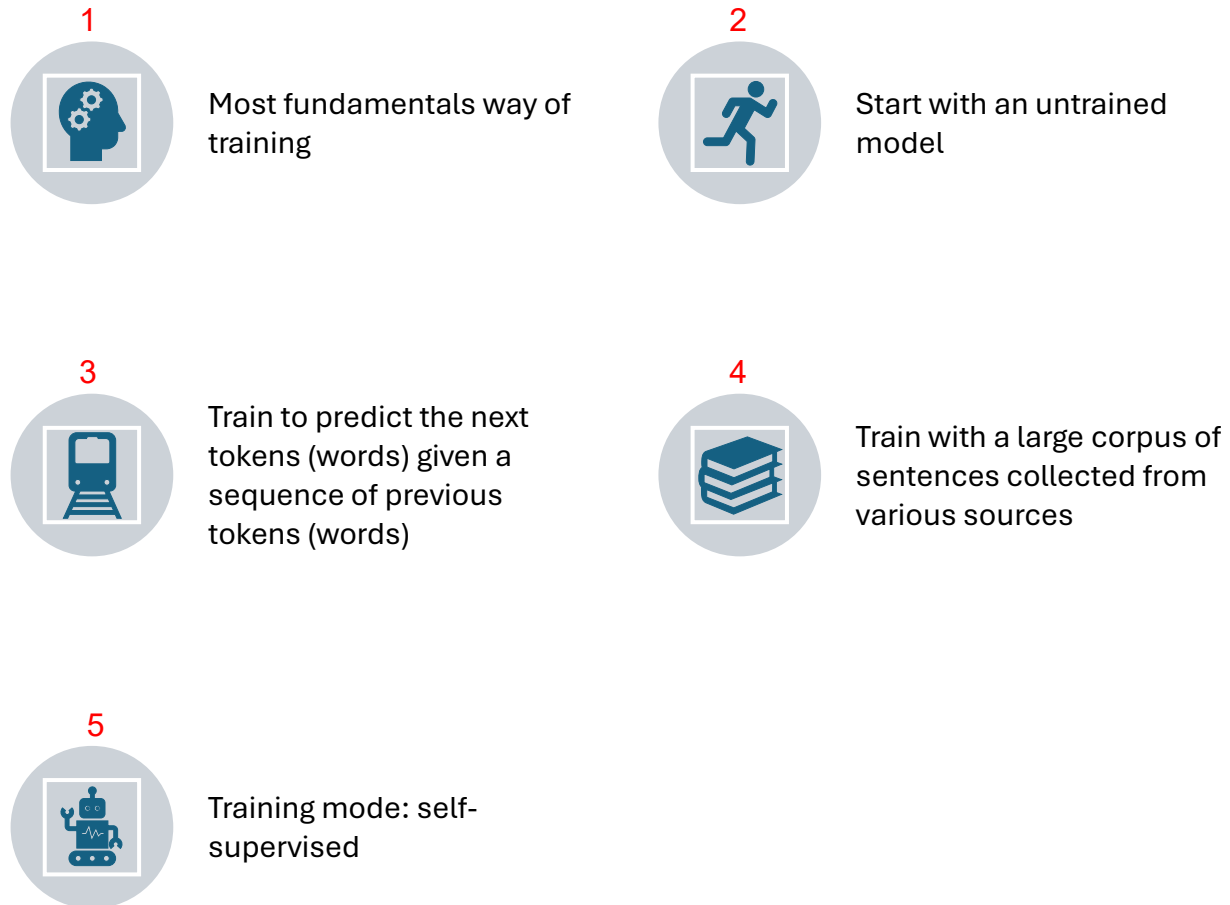 1
Most fundamentals way of
training
2
Start with an untrained
model
3
Train to predict the next
tokens (words) given a
sequence of previous
tokens (words)
4
Train with a large corpus of
sentences collected from
various sources
5
Training mode: self-
supervised